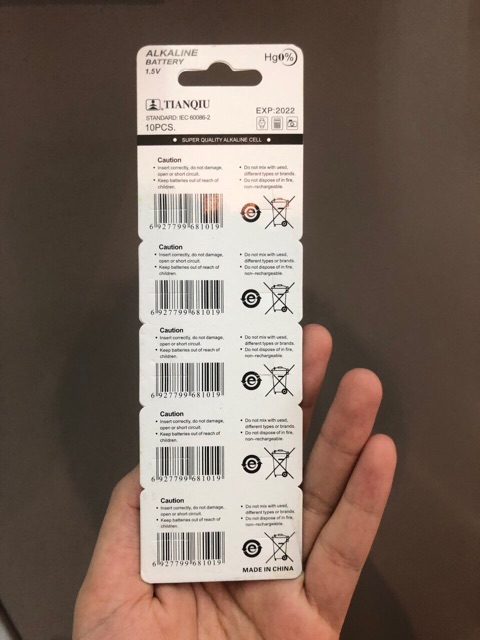 ALKALINE
BATTERY
1.5V
Hg0%
TIANQIU
STANDARD: IEC 60086-2
10PCS.
EXP:2022
SUPER QUALITY ALKALINE CELL
Caution
• Insert correctly, do not damage,
open or short circuit.
• Keep batteries out of reach of
children.
• Do not mix with used,
different types or brands.
• Do not dispose of in fire,
non-rechargeable.
6 927799 681019
e
Caution
• Insert correctly, do not damage,
open or short circuit.
• Keep batteries out of reach of
children.
• Do not mix with used,
different types or brands.
• Do not dispose of in fire,
non-rechargeable.
6 927799 681019
e
Caution
• Insert correctly, do not damage,
open or short circuit.
• Keep batteries out of reach of
children.
• Do not mix with used,
different types or brands.
• Do not dispose of in fire,
non-rechargeable.
6 927799 681019
e
Caution
• Insert correctly, do not damage,
open or short circuit.
• Keep batteries out of reach of
children.
• Do not mix with used,
different types or brands.
• Do not dispose of in fire,
non-rechargeable.
6 927799 681019
e
Caution
• Insert correctly, do not damage,
open or short circuit.
• Keep batteries out of reach of
children.
• Do not mix with used,
different types or brands.
• Do not dispose of in fire,
non-rechargeable.
6 927799 681019
e
MADE IN CHINA